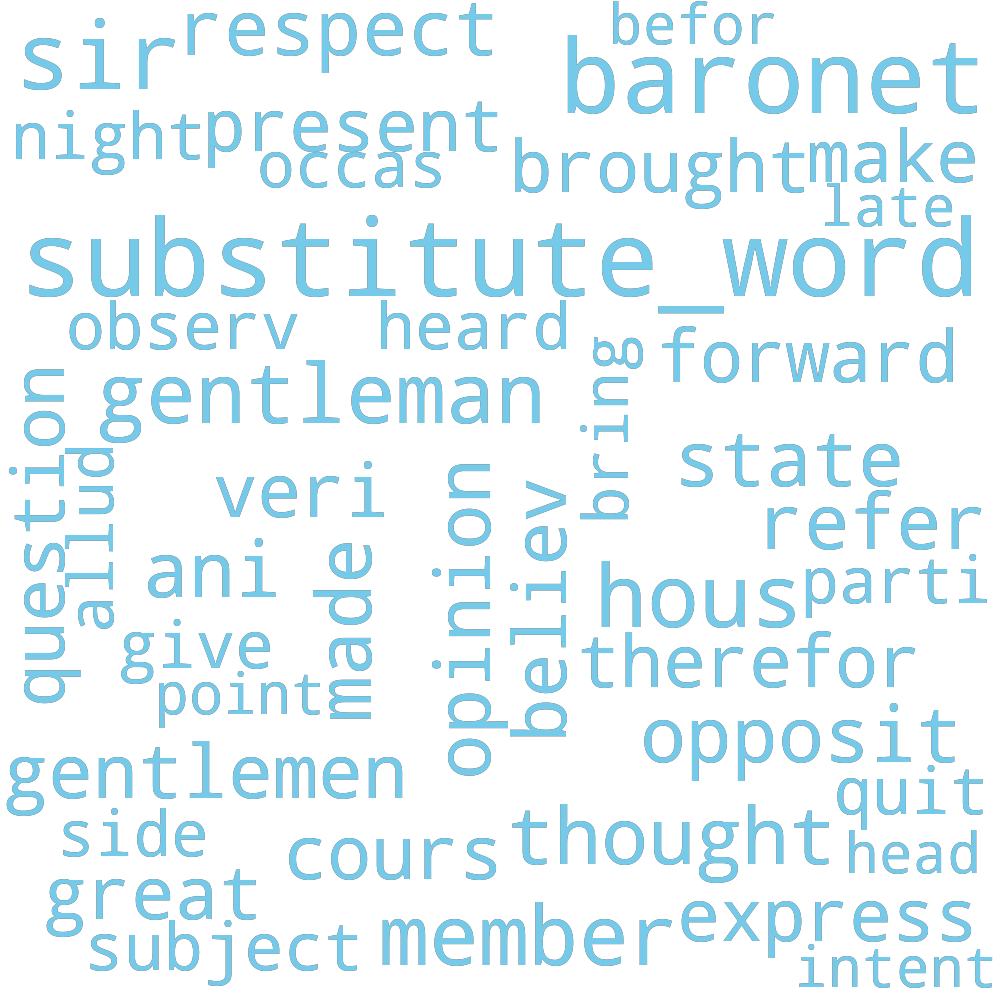 befor
respect
sir
baronet
night
present
occas
brought
make
late
substitute_word
observ
heard
bring
forward
gentleman
question
allud
veri
opinion
believ
state
refer
ani
made
hous
parti
give
therefor
point
opposit
gentlemen
quit
side
cours
thought
head
great
subject
member
express
intent